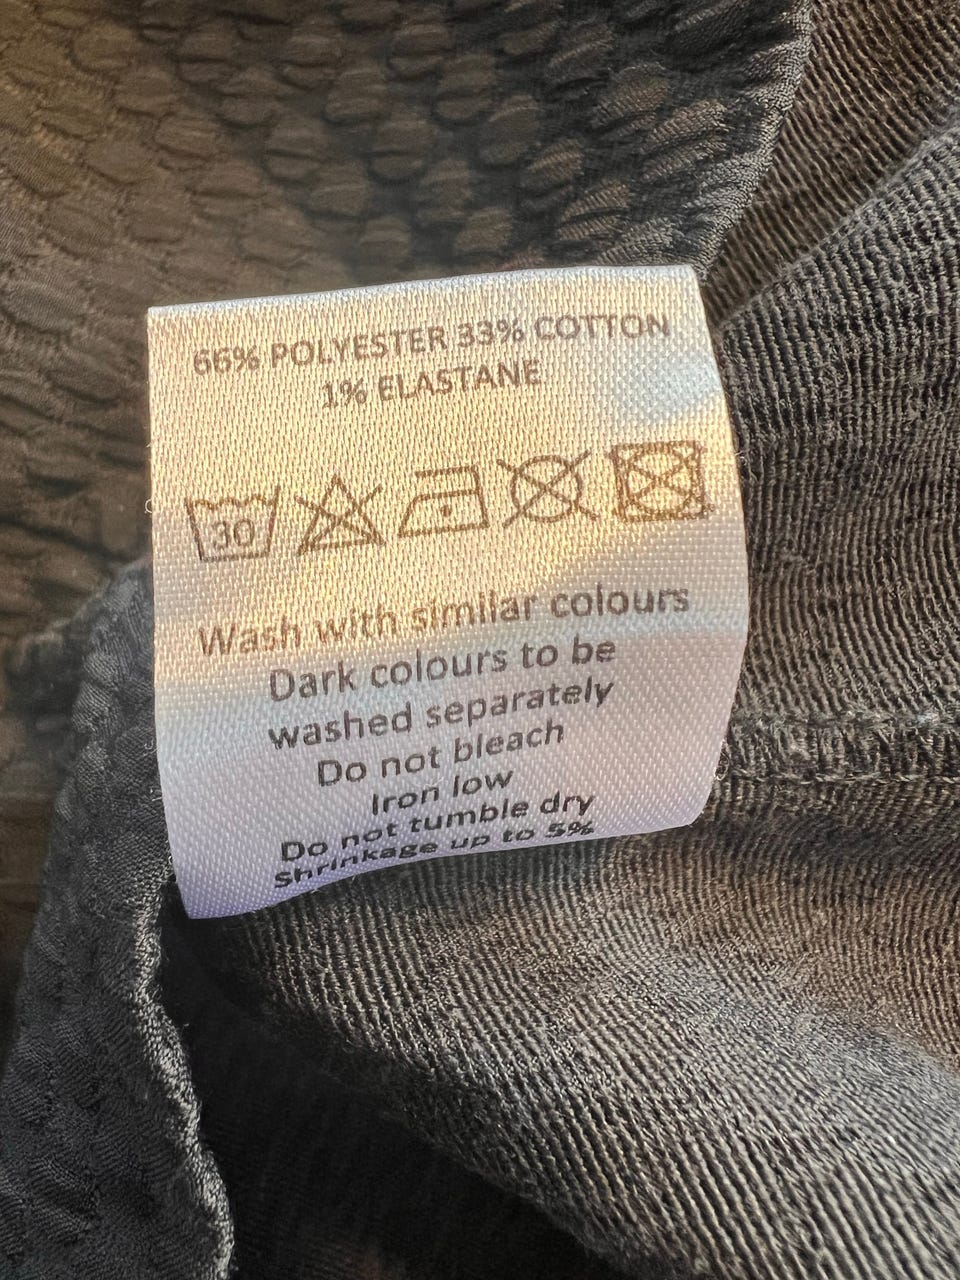 66% POLYESTER 33% COTTON
1% ELASTANE
30
Wash with similar colours
Dark colours to be
washed separately
Do not bleach
Iron low
Do not tumble dry
Shrinkage up to 5%